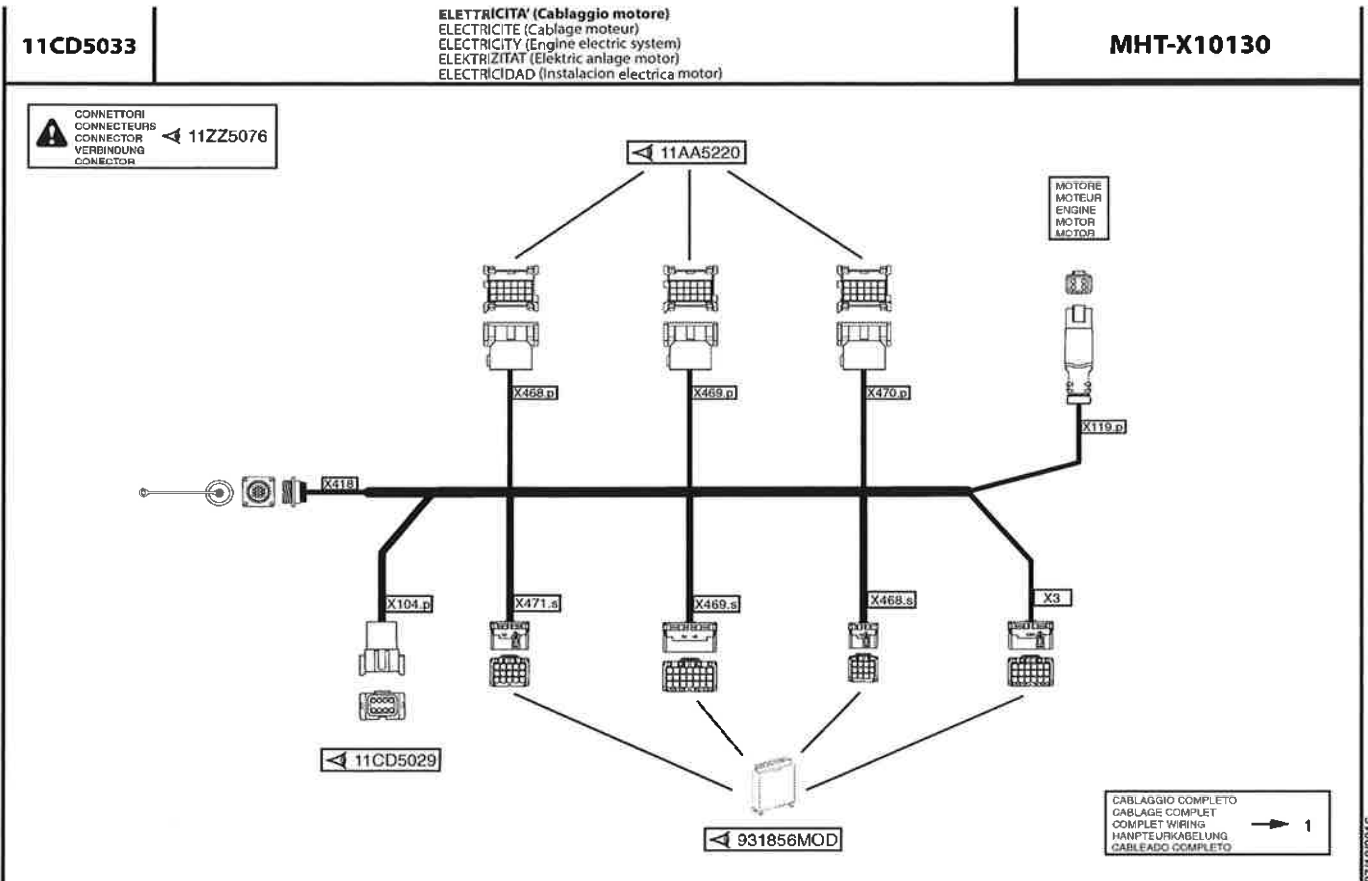 11CD5033
ELETTRICITA' (Cablaggio motore)
ELECTRICITE (Cablage moteur)
ELECTRICITY (Engine electric system)
ELEKTRIZITAT (Elektric anlage motor)
ELECTRICIDAD (Instalacion electrica motor)
MHT-X10130
CONNETTORI
CONNECTEURS
CONNECTOR
VERBINDUNG
CONECTOR
11ZZ5076
11AA5220
MOTORE
MOTEUR
ENGINE
MOTOR
MOTOR
X468.p
X469.p
X470.p
X119.p
X418
X104.p
X471.s
X469.s
X468.s
X3
11CD5029
931856MOD
CABLAGGIO COMPLETO
CABLAGE COMPLET
COMPLET WIRING
HANPTEURKABELUNG
CABLEADO COMPLETO
1